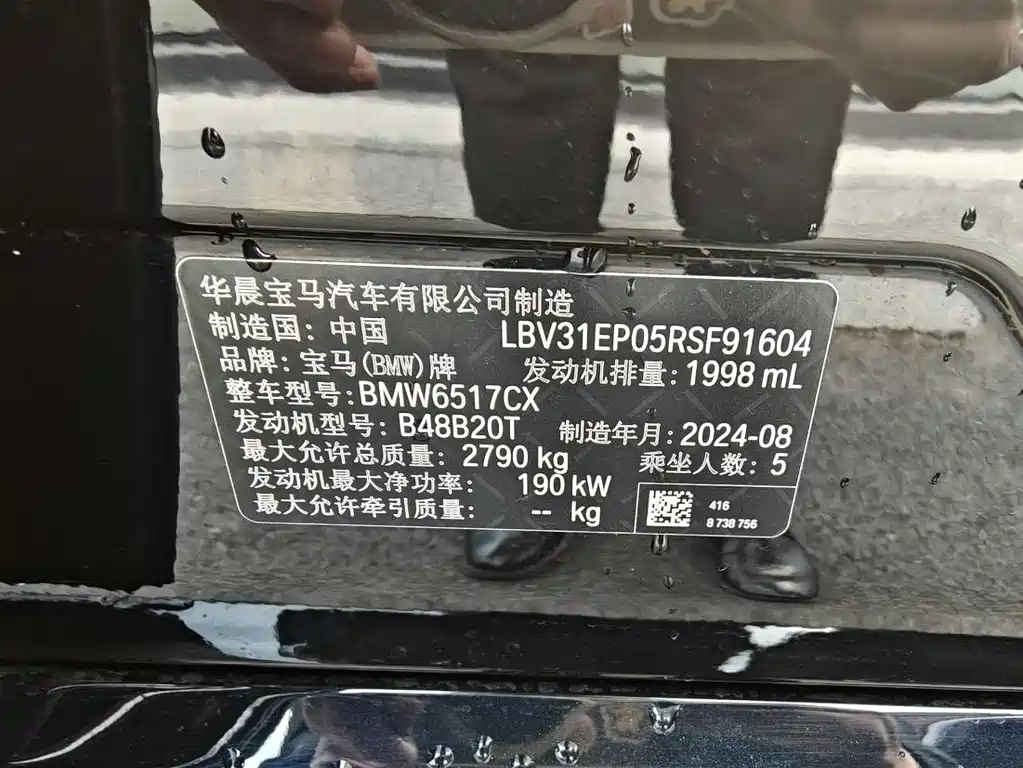 华晨宝马汽车有限公司制造
制造国：中国 LBV31EP05RSF91604
品牌：宝马(BMW)牌 发动机排量：1998 mL
整车型号：BMW6517CX
发动机型号：B48B20T 制造年月：2024-08
最大允许总质量：2790 kg 乘坐人数：5
发动机最大净功率：190 kW
最大允许牵引质量：-- kg
416
8 738 756